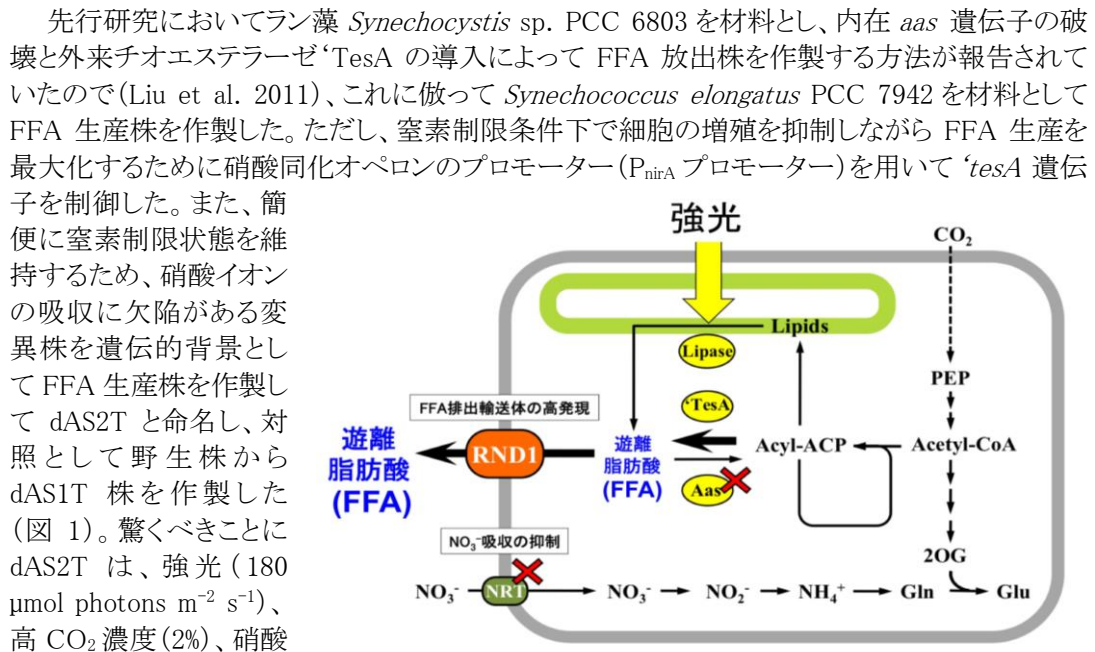 先行研究においてラン藻 Synechocystis sp. PCC 6803 を材料とし、内在 aas 遺伝子の破
壊と外来チオエステラーゼ‘TesA の導入によって FFA 放出株を作製する方法が報告されて
いたので(Liu et al. 2011)、これに倣って Synechococcus elongatus PCC 7942 を材料として
FFA 生産株を作製した。ただし、窒素制限条件下で細胞の増殖を抑制しながら FFA 生産を
最大化するために硝酸同化オペロンのプロモーター(PnirA プロモーター)を用いて ‘tesA 遺伝
子を制御した。また、簡
便に窒素制限状態を維
持するため、硝酸イオン
の吸収に欠陥がある変
異株を遺伝的背景とし
て FFA 生産株を作製し
て dAS2T と命名し、対
照として野生株から
dAS1T 株を作製した
(図 1)。驚くべきことに
dAS2T は、強光(180
µmol photons m⁻² s⁻¹)、
高 CO₂ 濃度(2%)、硝酸
強光
CO₂
Lipids
Lipase
PEP
FFA排出輸送体の高発現
‘TesA
遊離
脂肪酸
(FFA)
RND1
遊離
脂肪酸
(FFA)
Acyl-ACP
Acetyl-CoA
Aas
NO₃⁻吸収の抑制
2OG
NO₃⁻
NRT
NO₃⁻
NO₂⁻
NH₄⁺
Gln
Glu